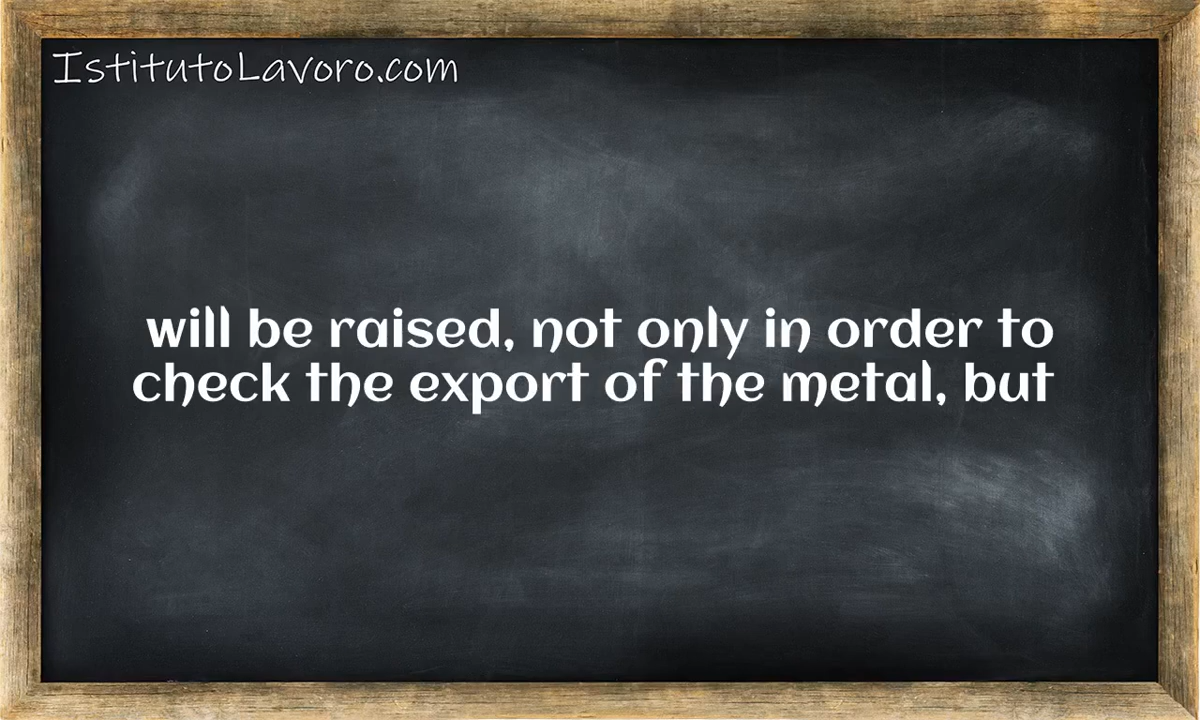 IstitutoLavoro.com
will be raised, not only in order to
check the export of the metal, but